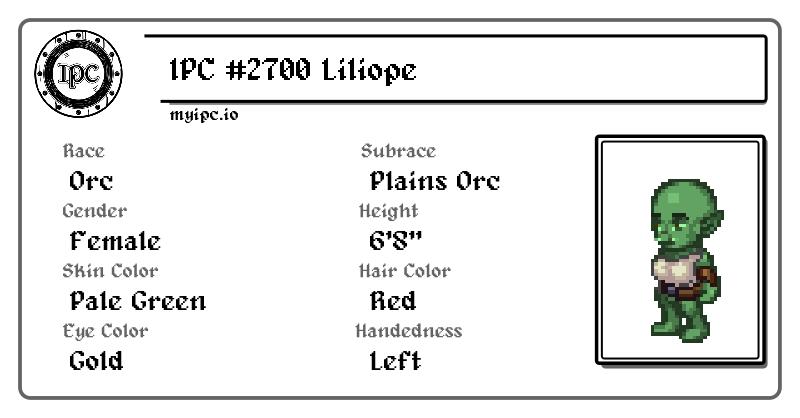 IPC
IPC #2700 Liliope
myipc.io
Race
Orc
Subrace
Plains Orc
Gender
Female
Height
6'8"
Skin Color
Pale Green
Hair Color
Red
Eye Color
Gold
Handedness
Left